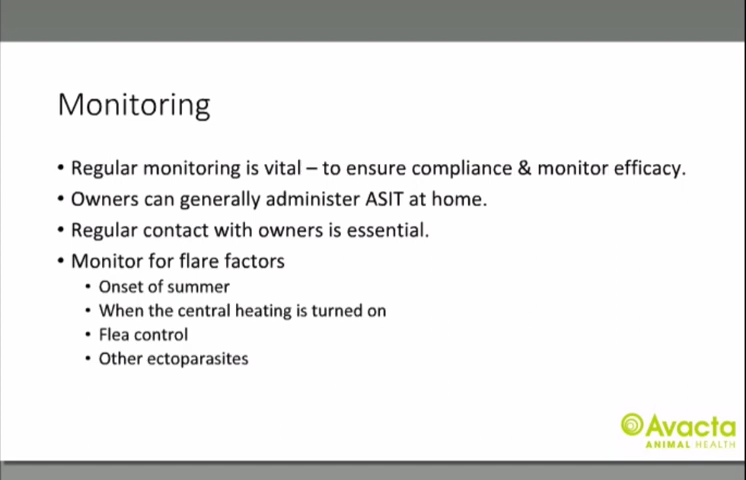 Monitoring
• Regular monitoring is vital – to ensure compliance & monitor efficacy.
• Owners can generally administer ASIT at home.
• Regular contact with owners is essential.
• Monitor for flare factors
• Onset of summer
• When the central heating is turned on
• Flea control
• Other ectoparasites
Avacta
ANIMAL HEALTH